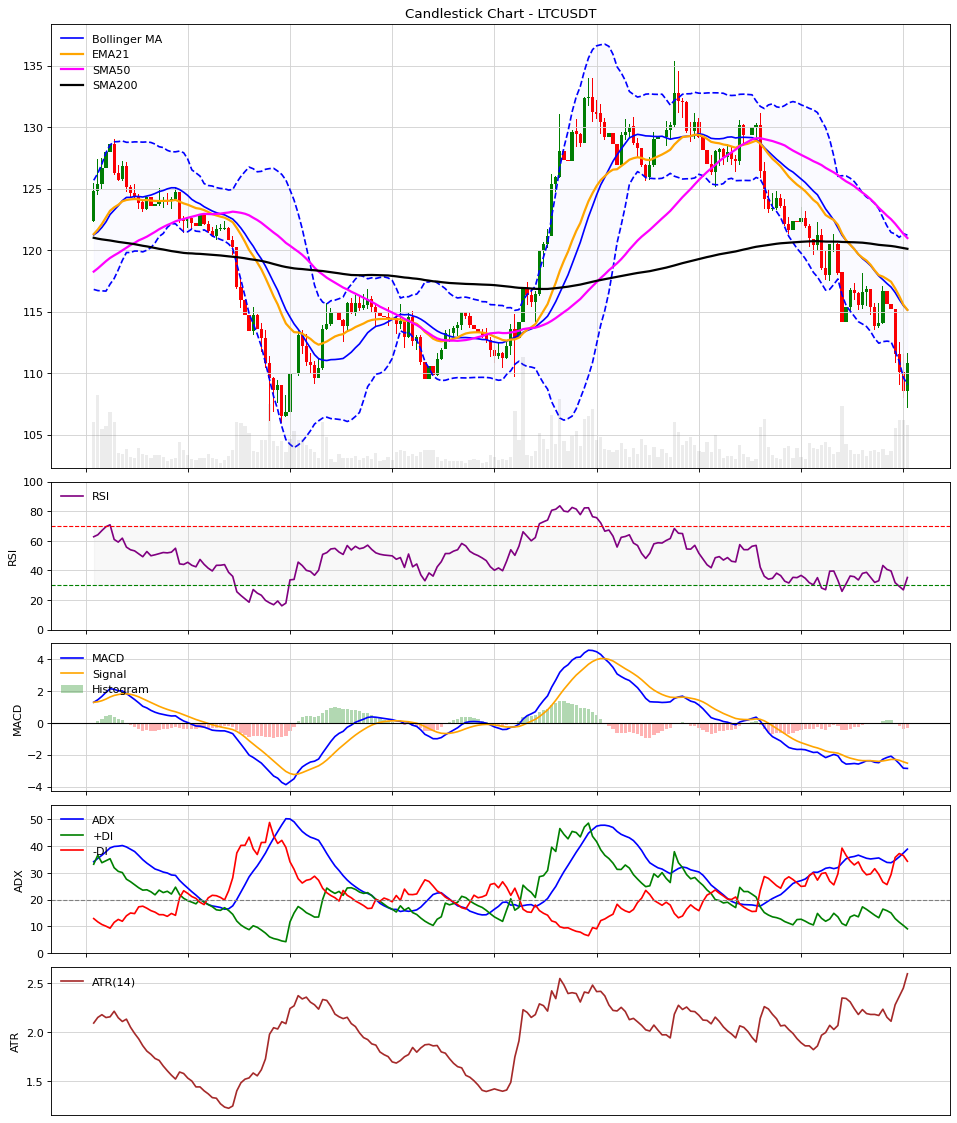 Candlestick Chart - LTCUSDT
Bollinger MA
EMA21
SMA50
SMA200
135
130
125
120
115
110
105
RSI
100
80
60
40
20
0
RSI
MACD
Signal
Histogram
4
2
0
−2
−4
MACD
ADX
+DI
-DI
50
40
30
20
10
0
ADX
ATR(14)
2.5
2.0
1.5
ATR